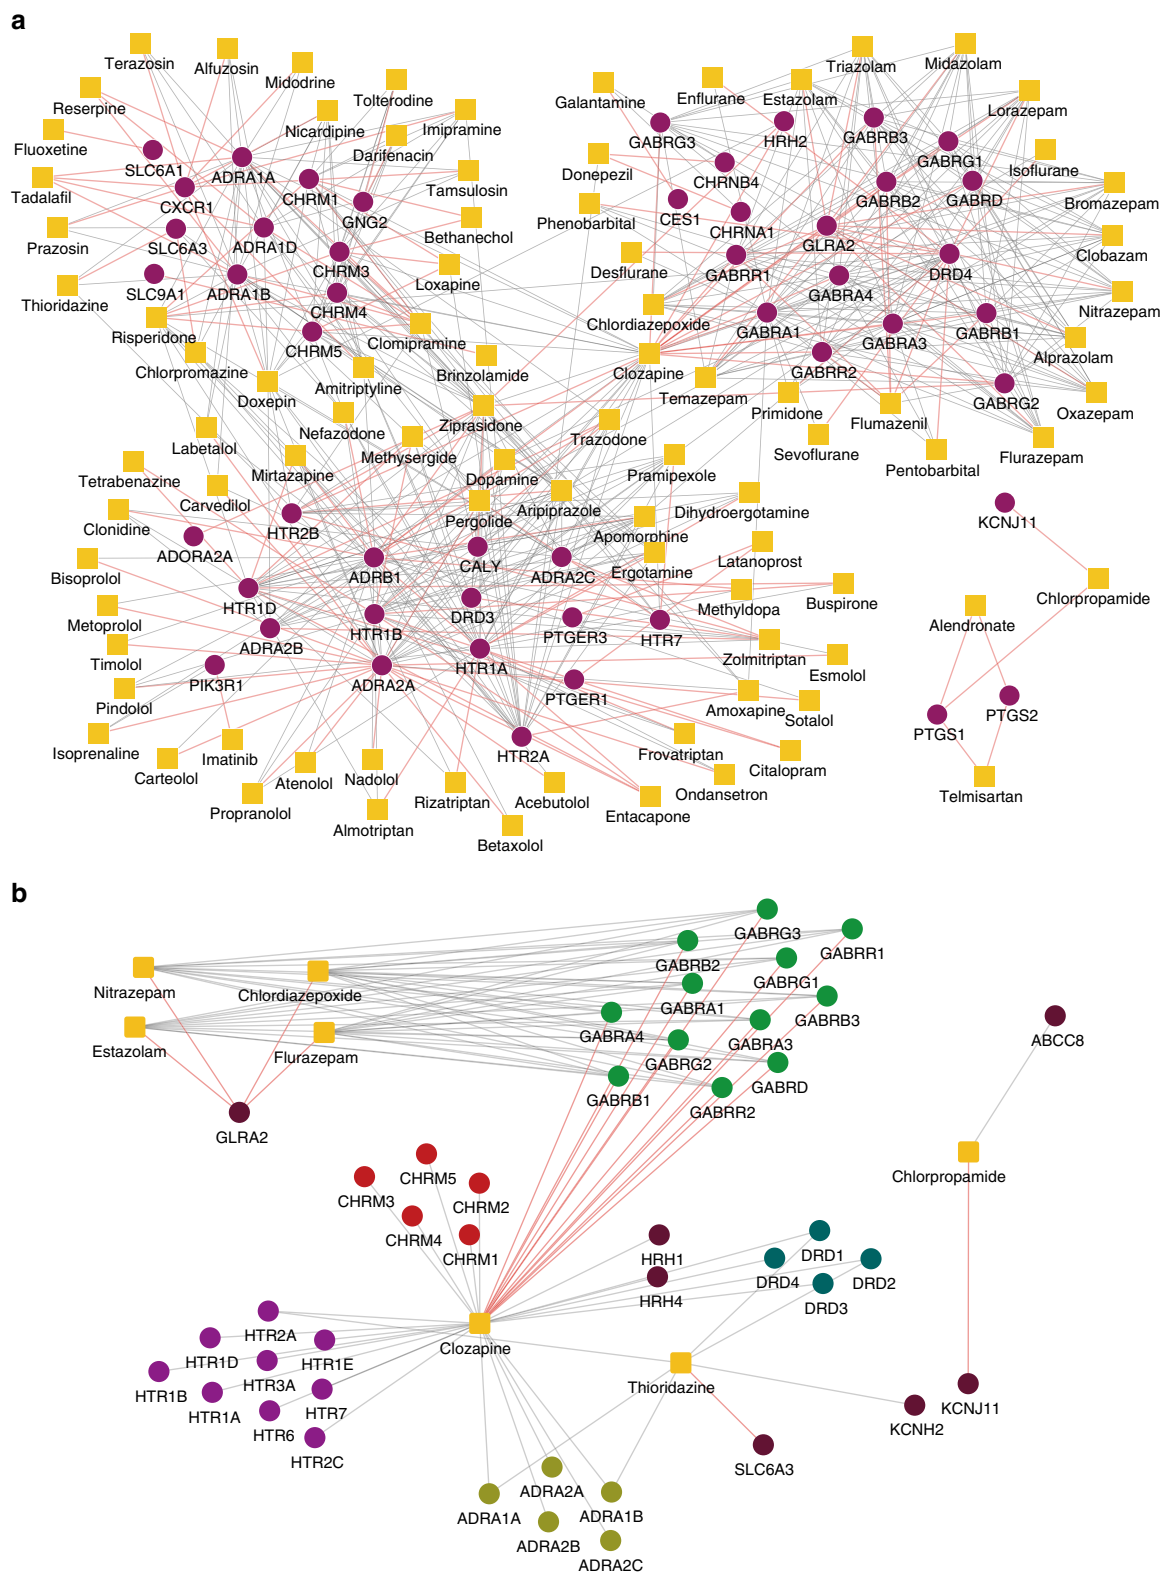 a
Terazosin
Alfuzosin
Midodrine
Tolterodine
Reserpine
Nicardipine
Imipramine
Fluoxetine
Darifenacin
SLC6A1
ADRA1A
Tadalafil
CXCR1
CHRM1
Tamsulosin
GNG2
Prazosin
SLC6A3
ADRA1D
Bethanechol
CHRM3
Thioridazine
SLC9A1
ADRA1B
Loxapine
CHRM4
Risperidone
CHRM5
Clomipramine
Chlorpromazine
Doxepin
Amitriptyline
Brinzolamide
Nefazodone
Ziprasidone
Labetalol
Methysergide
Trazodone
Tetrabenazine
Mirtazapine
Dopamine
Pramipexole
Carvedilol
Pergolide
Aripiprazole
Dihydroergotamine
Clonidine
HTR2B
Apomorphine
ADORA2A
Latanoprost
Bisoprolol
ADRB1
CALY
ADRA2C
Ergotamine
HTR1D
Methyldopa
Buspirone
Metoprolol
ADRA2B
HTR1B
DRD3
PTGER3
HTR7
Timolol
HTR1A
Zolmitriptan
Esmolol
PIK3R1
ADRA2A
Pindolol
PTGER1
Amoxapine
Sotalol
Isoprenaline
Imatinib
HTR2A
Frovatriptan
Citalopram
Carteolol
Atenolol
Nadolol
Propranolol
Rizatriptan
Acebutolol
Ondansetron
Almotriptan
Entacapone
Betaxolol
Triazolam
Midazolam
Galantamine
Enflurane
Estazolam
Lorazepam
GABRG3
HRH2
GABRB3
GABRG1
Donepezil
CHRNB4
Isoflurane
GABRB2
GABRD
Bromazepam
Phenobarbital
CES1
CHRNA1
GLRA2
Clobazam
Desflurane
GABRR1
DRD4
GABRA4
Nitrazepam
Chlordiazepoxide
GABRA1
GABRA3
GABRB1
Alprazolam
Clozapine
GABRR2
Temazepam
Primidone
GABRG2
Oxazepam
Flumazenil
Sevoflurane
Pentobarbital
Flurazepam
KCNJ11
Chlorpropamide
Alendronate
PTGS1
PTGS2
Telmisartan
b
GABRG3
GABRR1
GABRB2
Nitrazepam
Chlordiazepoxide
GABRG1
GABRA1
GABRB3
GABRA4
GABRA3
Estazolam
Flurazepam
GABRG2
GABRD
GABRB1
GABRR2
ABCC8
GLRA2
CHRM5
CHRM3
CHRM2
CHRM4
CHRM1
Chlorpropamide
HRH1
DRD1
DRD4
DRD2
HRH4
DRD3
HTR2A
Clozapine
HTR1D
HTR1E
HTR3A
Thioridazine
HTR1B
HTR1A
HTR7
HTR6
HTR2C
KCNJ11
KCNH2
SLC6A3
ADRA2A
ADRA1A
ADRA1B
ADRA2B
ADRA2C